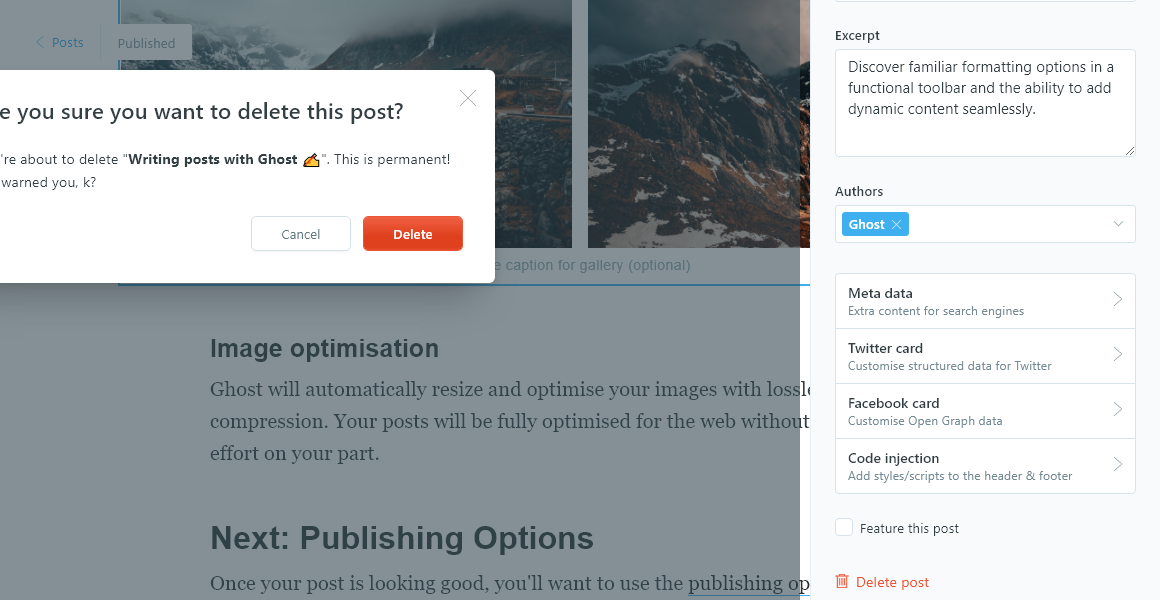 Posts
Published
e you sure you want to delete this post?
're about to delete "Writing posts with Ghost ✍️". This is permanent!
warned you, k?
Cancel
Delete
e caption for gallery (optional)
Image optimisation
Ghost will automatically resize and optimise your images with lossle
compression. Your posts will be fully optimised for the web without
effort on your part.
Next: Publishing Options
Once your post is looking good, you'll want to use the publishing op
Excerpt
Discover familiar formatting options in a
functional toolbar and the ability to add
dynamic content seamlessly.
Authors
Ghost
Meta data
Extra content for search engines
Twitter card
Customise structured data for Twitter
Facebook card
Customise Open Graph data
Code injection
Add styles/scripts to the header & footer
Feature this post
Delete post